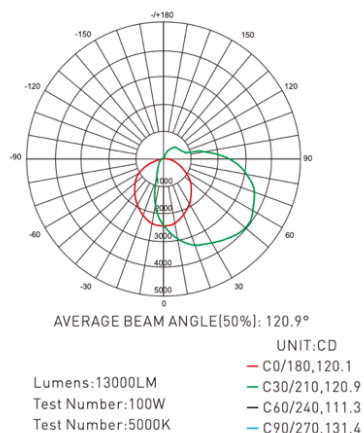 -/+180
-150
150
-120
120
-90
90
-60
60
-30
30
0
1000
2000
3000
4000
5000
AVERAGE BEAM ANGLE(50%): 120.9°
UNIT:CD
C0/180,120.1
C30/210,120.9
C60/240,111.3
C90/270,131.4
Lumens:13000LM
Test Number:100W
Test Number:5000K